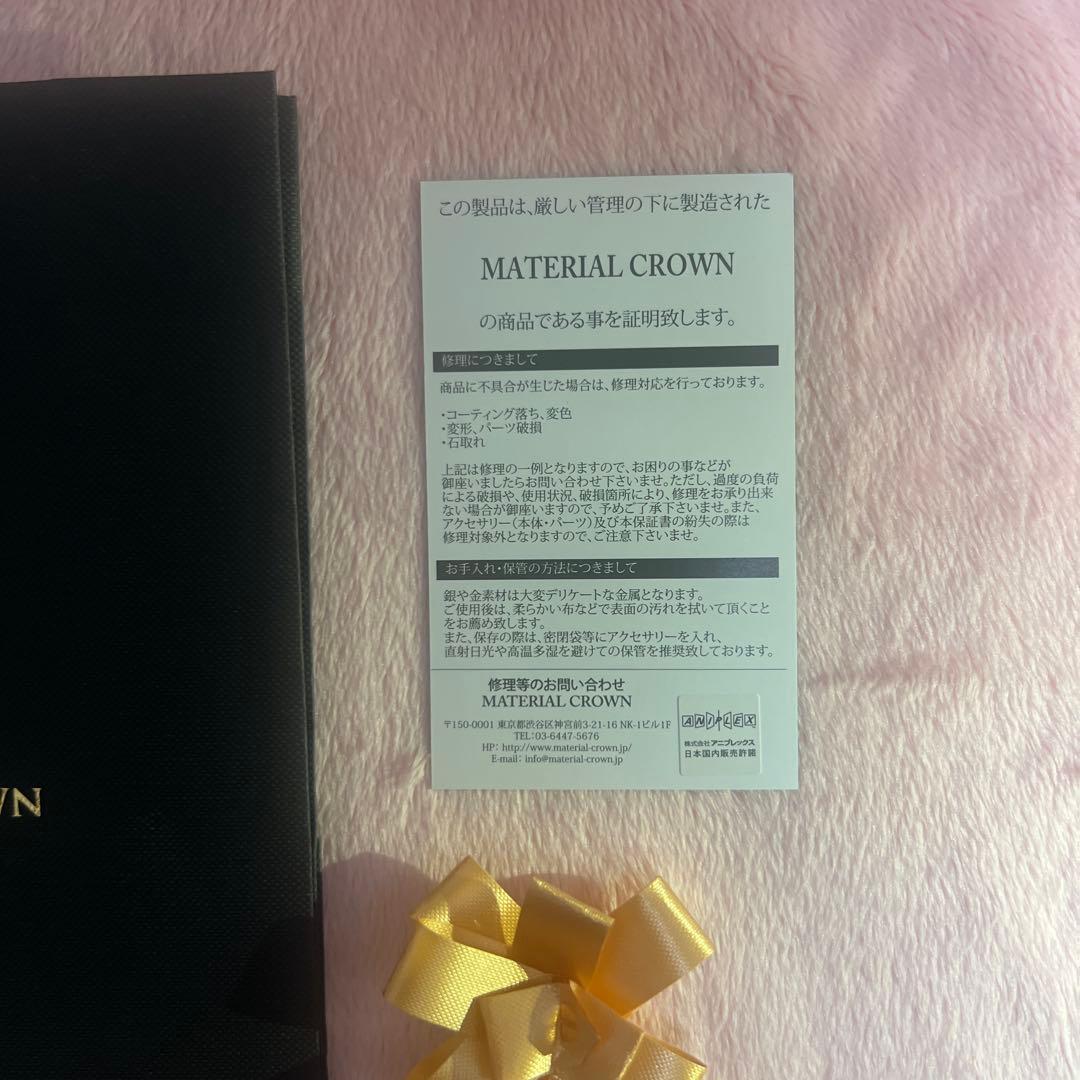 この製品は、厳しい管理の下に製造された
MATERIAL CROWN
の商品である事を証明致します。
修理につきまして
商品に不具合が生じた場合は、修理対応を行っております。
・コーティング落ち、変色
・変形、パーツ破損
・石取れ
上記は修理の一例となりますので、お困りの事などが
御座いましたらお問い合わせ下さいませ。ただし、過度の負荷
による破損や、使用状況、破損箇所により、修理をお承り出来
ない場合が御座いますので、予めご了承下さいませ。また、
アクセサリー（本体・パーツ）及び本保証書の紛失の際は
修理対象外となりますので、ご注意下さいませ。
お手入れ・保管の方法につきまして
銀や金素材は大変デリケートな金属となります。
ご使用後は、柔らかい布などで表面の汚れを拭いて頂くこと
をお薦め致します。
また、保存の際は、密閉袋等にアクセサリーを入れ、
直射日光や高温多湿を避けての保管を推奨致しております。
修理等のお問い合わせ
MATERIAL CROWN
〒150-0001 東京都渋谷区神宮前3-21-16 NK-1ビル1F
TEL:03-6447-5676
HP: http://www.material-crown.jp/
E-mail: info@material-crown.jp
ANIPLEX
株式会社アニプレックス
日本国内販売許諾
WN